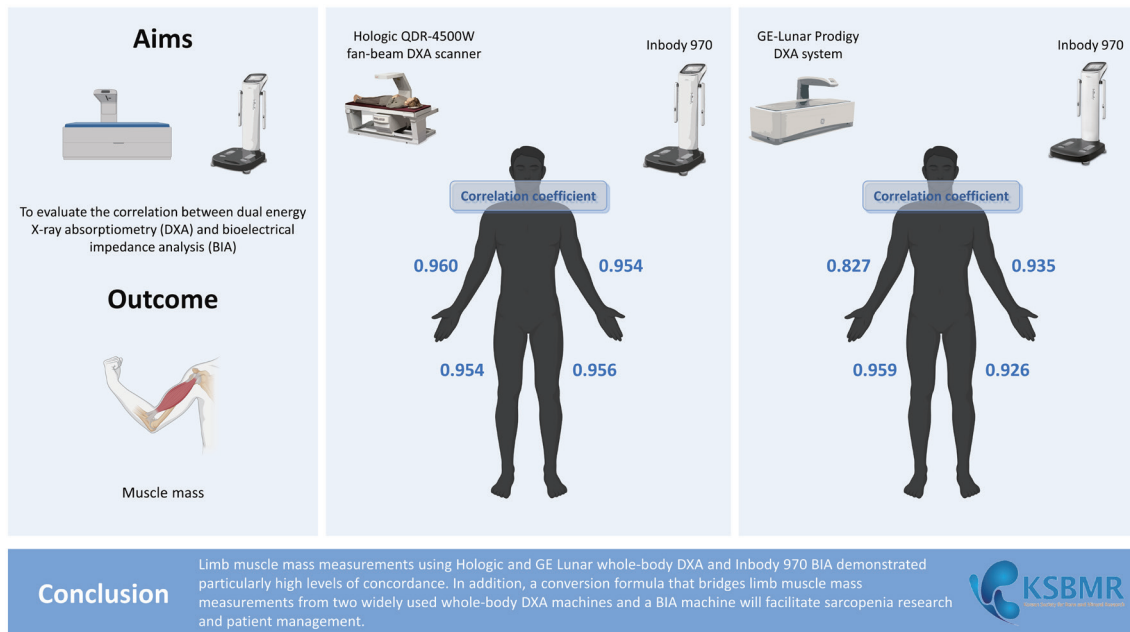 Aims
To evaluate the correlation between dual energy
X-ray absorptiometry (DXA) and bioelectrical
impedance analysis (BIA)
Outcome
Muscle mass
Hologic QDR-4500W
fan-beam DXA scanner
Inbody 970
Correlation coefficient
0.960
0.954
0.954
0.956
GE-Lunar Prodigy
DXA system
Inbody 970
Correlation coefficient
0.827
0.935
0.959
0.926
Conclusion
Limb muscle mass measurements using Hologic and GE Lunar whole-body DXA and Inbody 970 BIA demonstrated
particularly high levels of concordance. In addition, a conversion formula that bridges limb muscle mass
measurements from two widely used whole-body DXA machines and a BIA machine will facilitate sarcopenia research
and patient management.
KSBMR